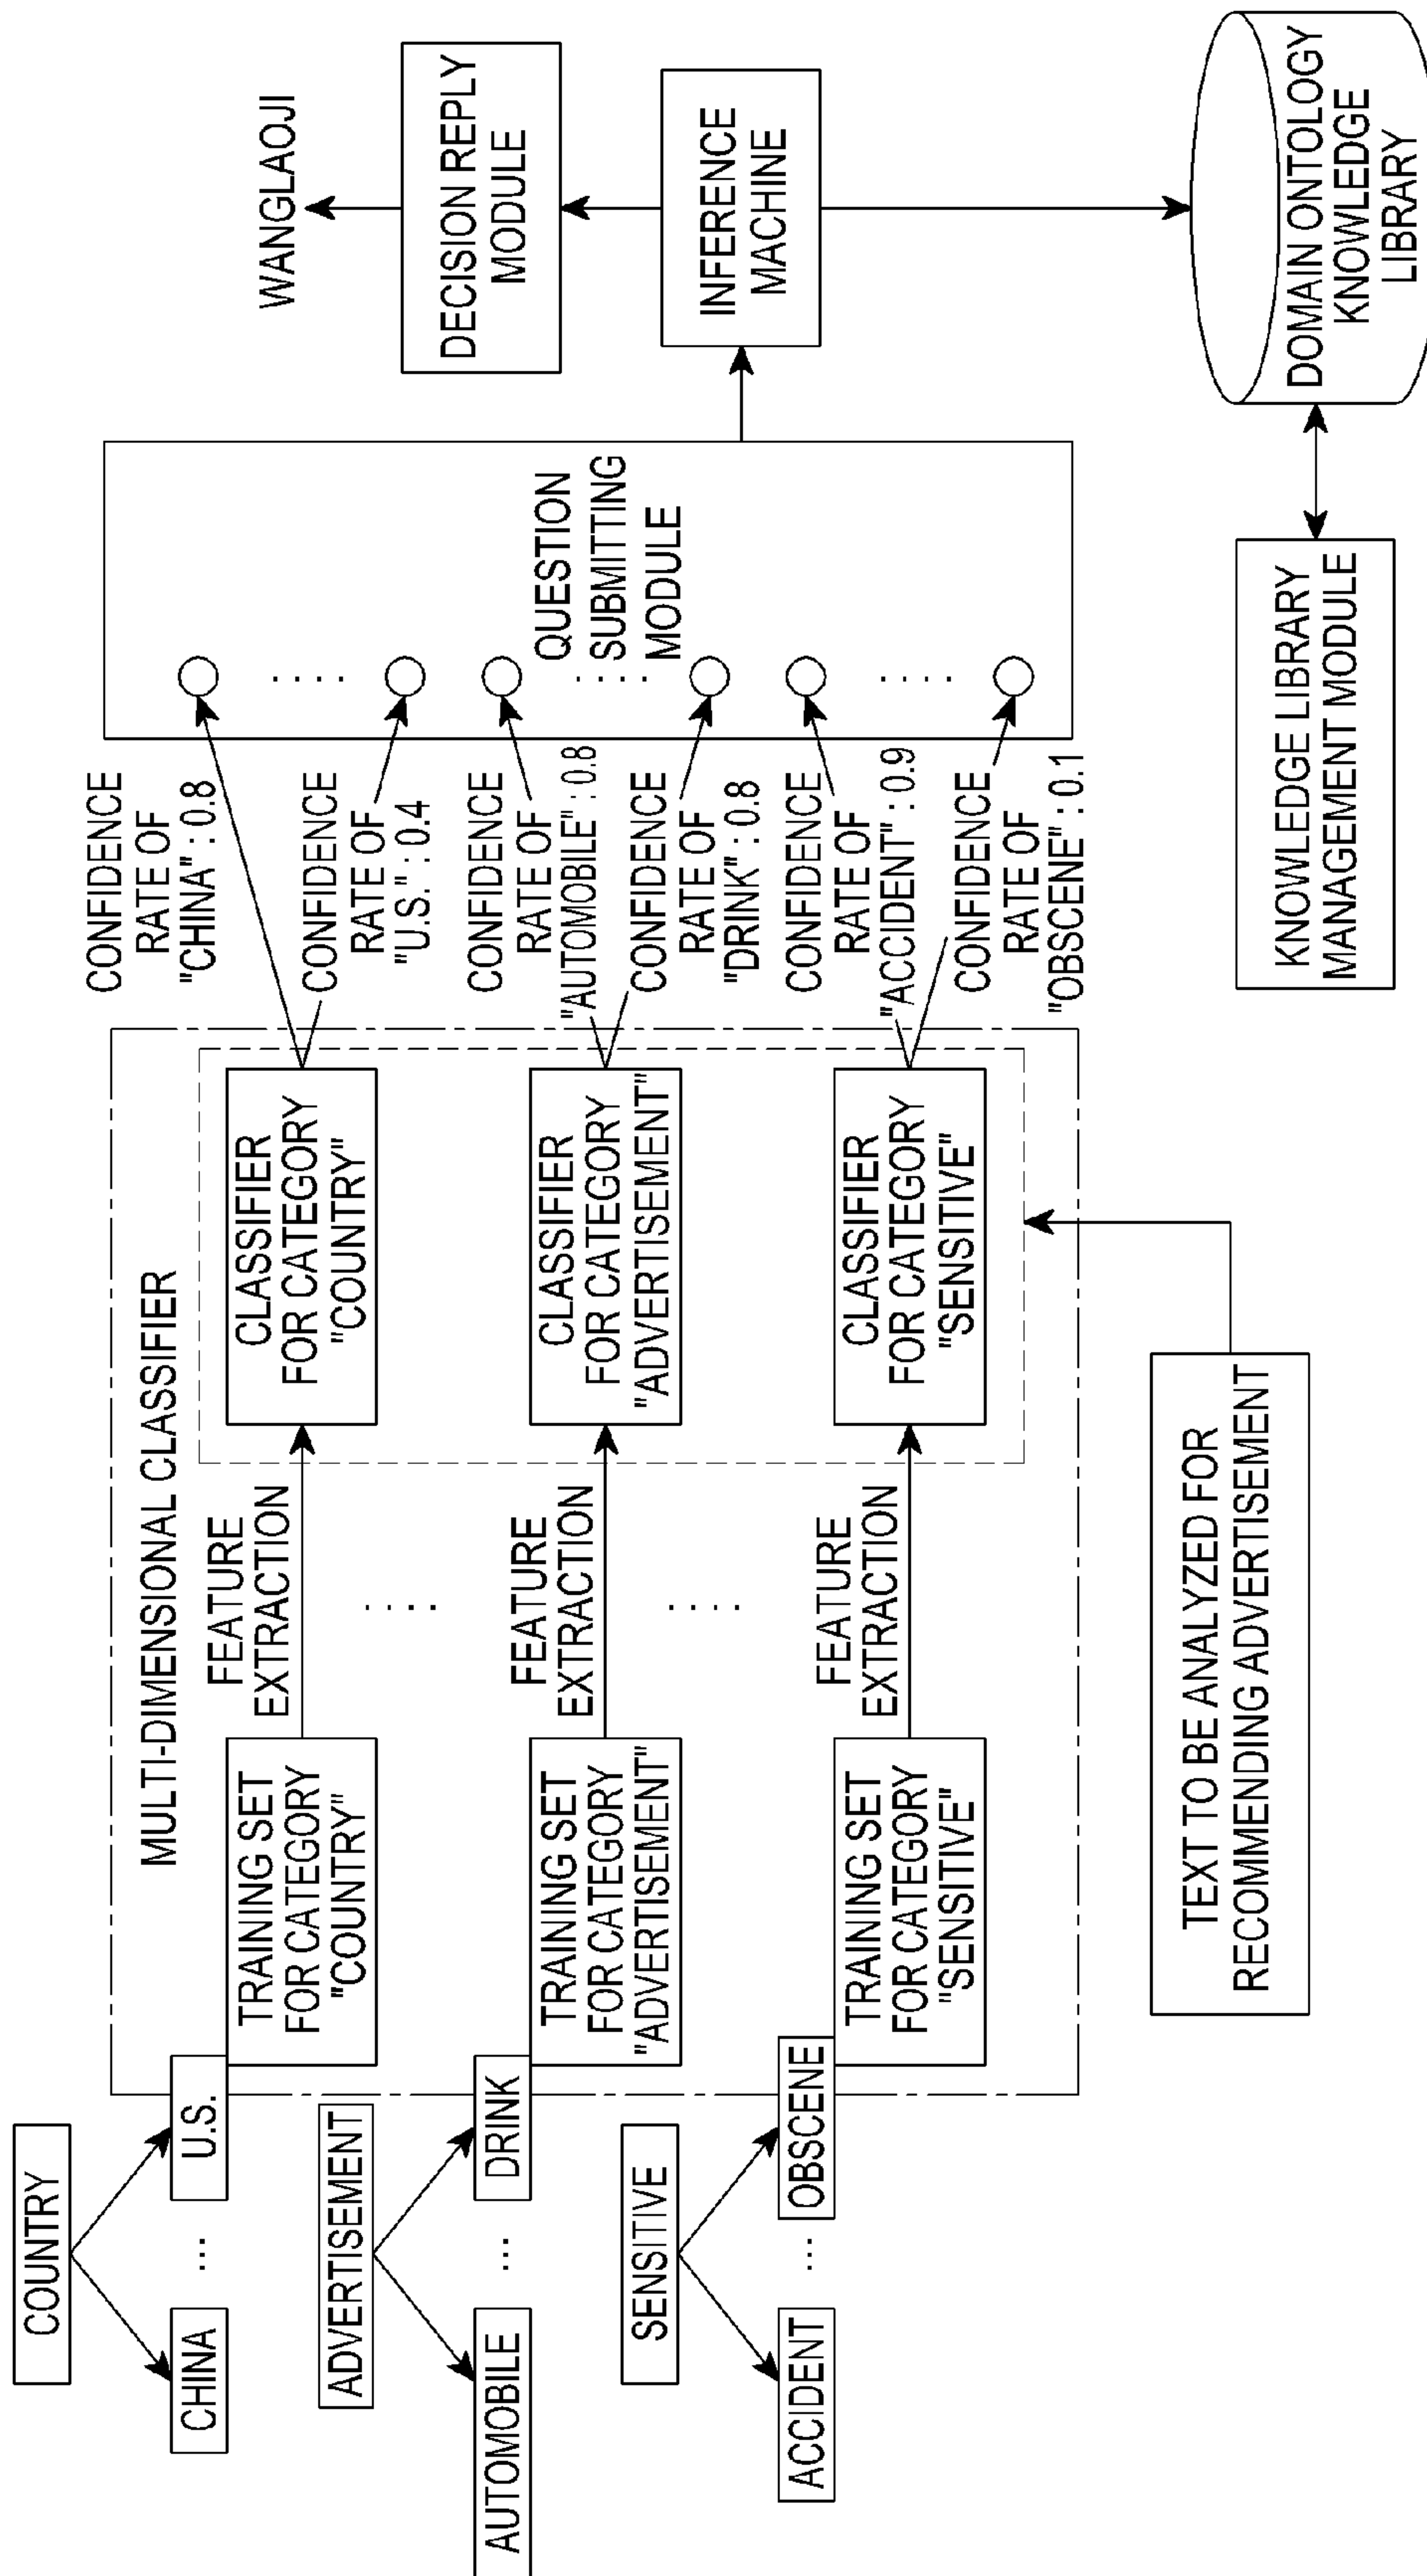 COUNTRY
CHINA
...
U.S.
ADVERTISEMENT
AUTOMOBILE
...
DRINK
SENSITIVE
ACCIDENT
...
OBSCENE
MULTI-DIMENSIONAL CLASSIFIER
TRAINING SET
FOR CATEGORY
"COUNTRY"
FEATURE
EXTRACTION
CLASSIFIER
FOR CATEGORY
"COUNTRY"
....
TRAINING SET
FOR CATEGORY
"ADVERTISEMENT"
FEATURE
EXTRACTION
CLASSIFIER
FOR CATEGORY
"ADVERTISEMENT"
....
TRAINING SET
FOR CATEGORY
"SENSITIVE"
FEATURE
EXTRACTION
CLASSIFIER
FOR CATEGORY
"SENSITIVE"
TEXT TO BE ANALYZED FOR
RECOMMENDING ADVERTISEMENT
CONFIDENCE
RATE OF
"CHINA" : 0.8
CONFIDENCE
RATE OF
"U.S." : 0.4
CONFIDENCE
RATE OF
"AUTOMOBILE" : 0.8
CONFIDENCE
RATE OF
"DRINK" : 0.8
CONFIDENCE
RATE OF
"ACCIDENT" : 0.9
CONFIDENCE
RATE OF
"OBSCENE" : 0.1
....
....
....
QUESTION
SUBMITTING
MODULE
WANGLAOJI
DECISION REPLY
MODULE
INFERENCE
MACHINE
KNOWLEDGE LIBRARY
MANAGEMENT MODULE
DOMAIN ONTOLOGY
KNOWLEDGE
LIBRARY